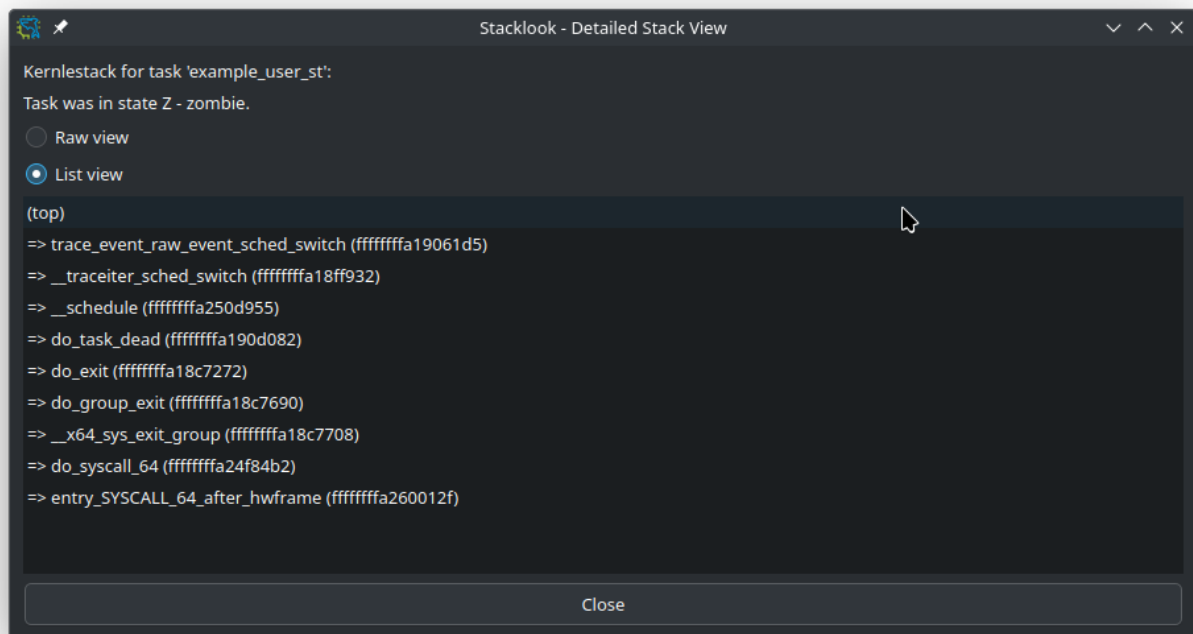 Stacklook - Detailed Stack View
Kernlestack for task 'example_user_st':
Task was in state Z - zombie.
Raw view
List view
(top)
=> trace_event_raw_event_sched_switch (ffffffffa19061d5)
=> __traceiter_sched_switch (ffffffffa18ff932)
=> __schedule (ffffffffa250d955)
=> do_task_dead (ffffffffa190d082)
=> do_exit (ffffffffa18c7272)
=> do_group_exit (ffffffffa18c7690)
=> __x64_sys_exit_group (ffffffffa18c7708)
=> do_syscall_64 (ffffffffa24f84b2)
=> entry_SYSCALL_64_after_hwframe (ffffffffa260012f)
Close